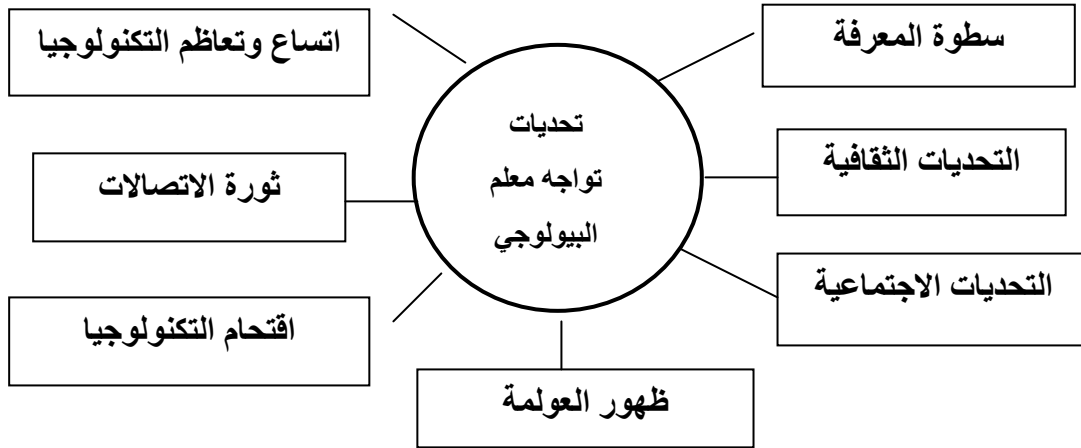 سطوة المعرفة
اتساع وتعاظم التكنولوجيا
تحديات
تواجه معلم
البيولوجي
التحديات الثقافية
ثورة الاتصالات
التحديات الاجتماعية
اقتحام التكنولوجيا
ظهور العولمة